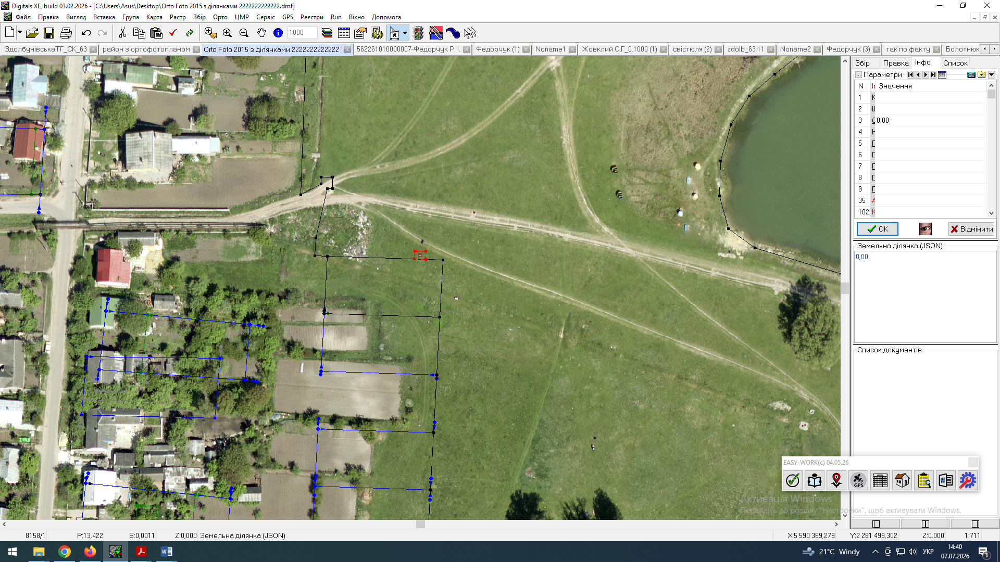 Digitals XE, build 03.02.2026 - [C:\Users\Asus\Desktop\Orto Foto 2015 з ділянками 2222222222222.dmf]
Файл Правка Вигляд Вставка Група Карта Растр Збір Орто ЦМР Сервіс GPS Реєстри Run Вікно Допомога
1000
ЗдолбунівськаТГ_СК_63 район з ортофотопланом Orto Foto 2015 з ділянками 2222222222222 562261010000007-Федорчук Р. І. Федорчук (1) Noname1 Жовклий С.Г_0.1000 (1) свістюля (2) zdolb_63 11 Noname2 Федорчук (3) так по факту Болотнюк
Збір Правка Інфо Список
Параметри
N Значення
1 К
2
3 0,00
4
5
6
7
8
9
35
102
OK Відмінити
Земельна ділянка (JSON)
0,00
Список документів
EASY-WORK(c) 04.05.26
GPS
Активація Windows
Перейдіть до розділу "Настройки", щоб активувати Windows.
8158/1 P:13,422 S:0,0011 Z:0,000 Земельна ділянка (JSON) X:5 590 369,279 Y:2 281 499,302 Z:0,000 1:711
21°C Windy УКР 14:40
07.07.2026
1